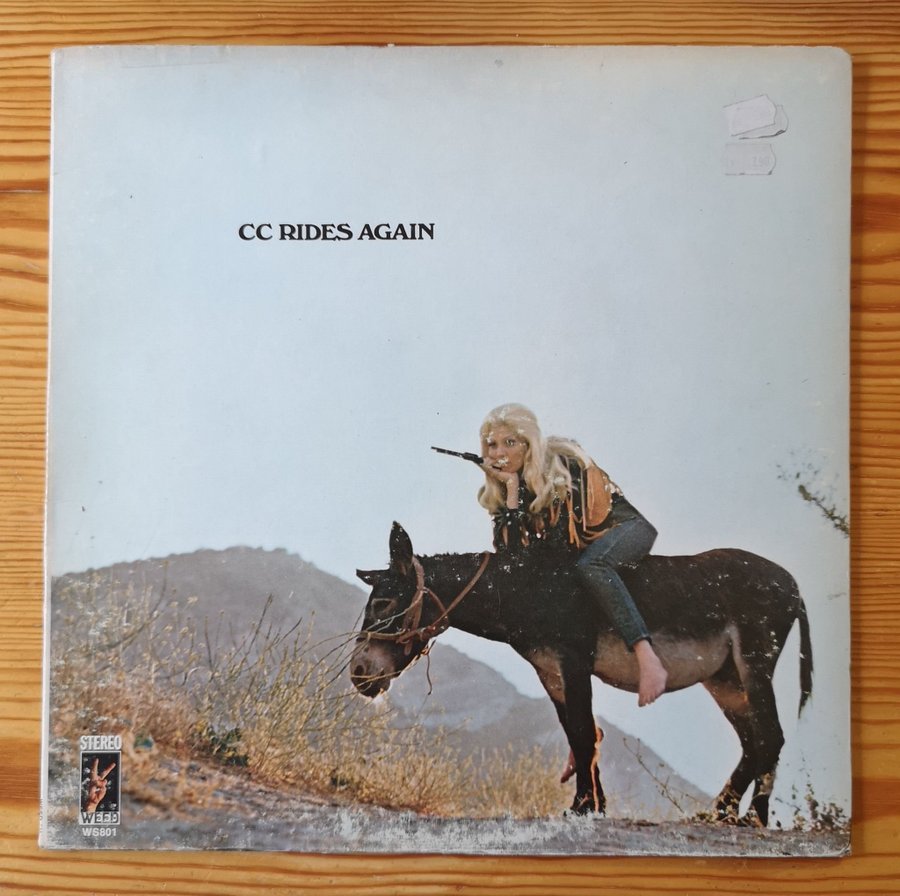 CC RIDES AGAIN
STEREO
WEED
WS801